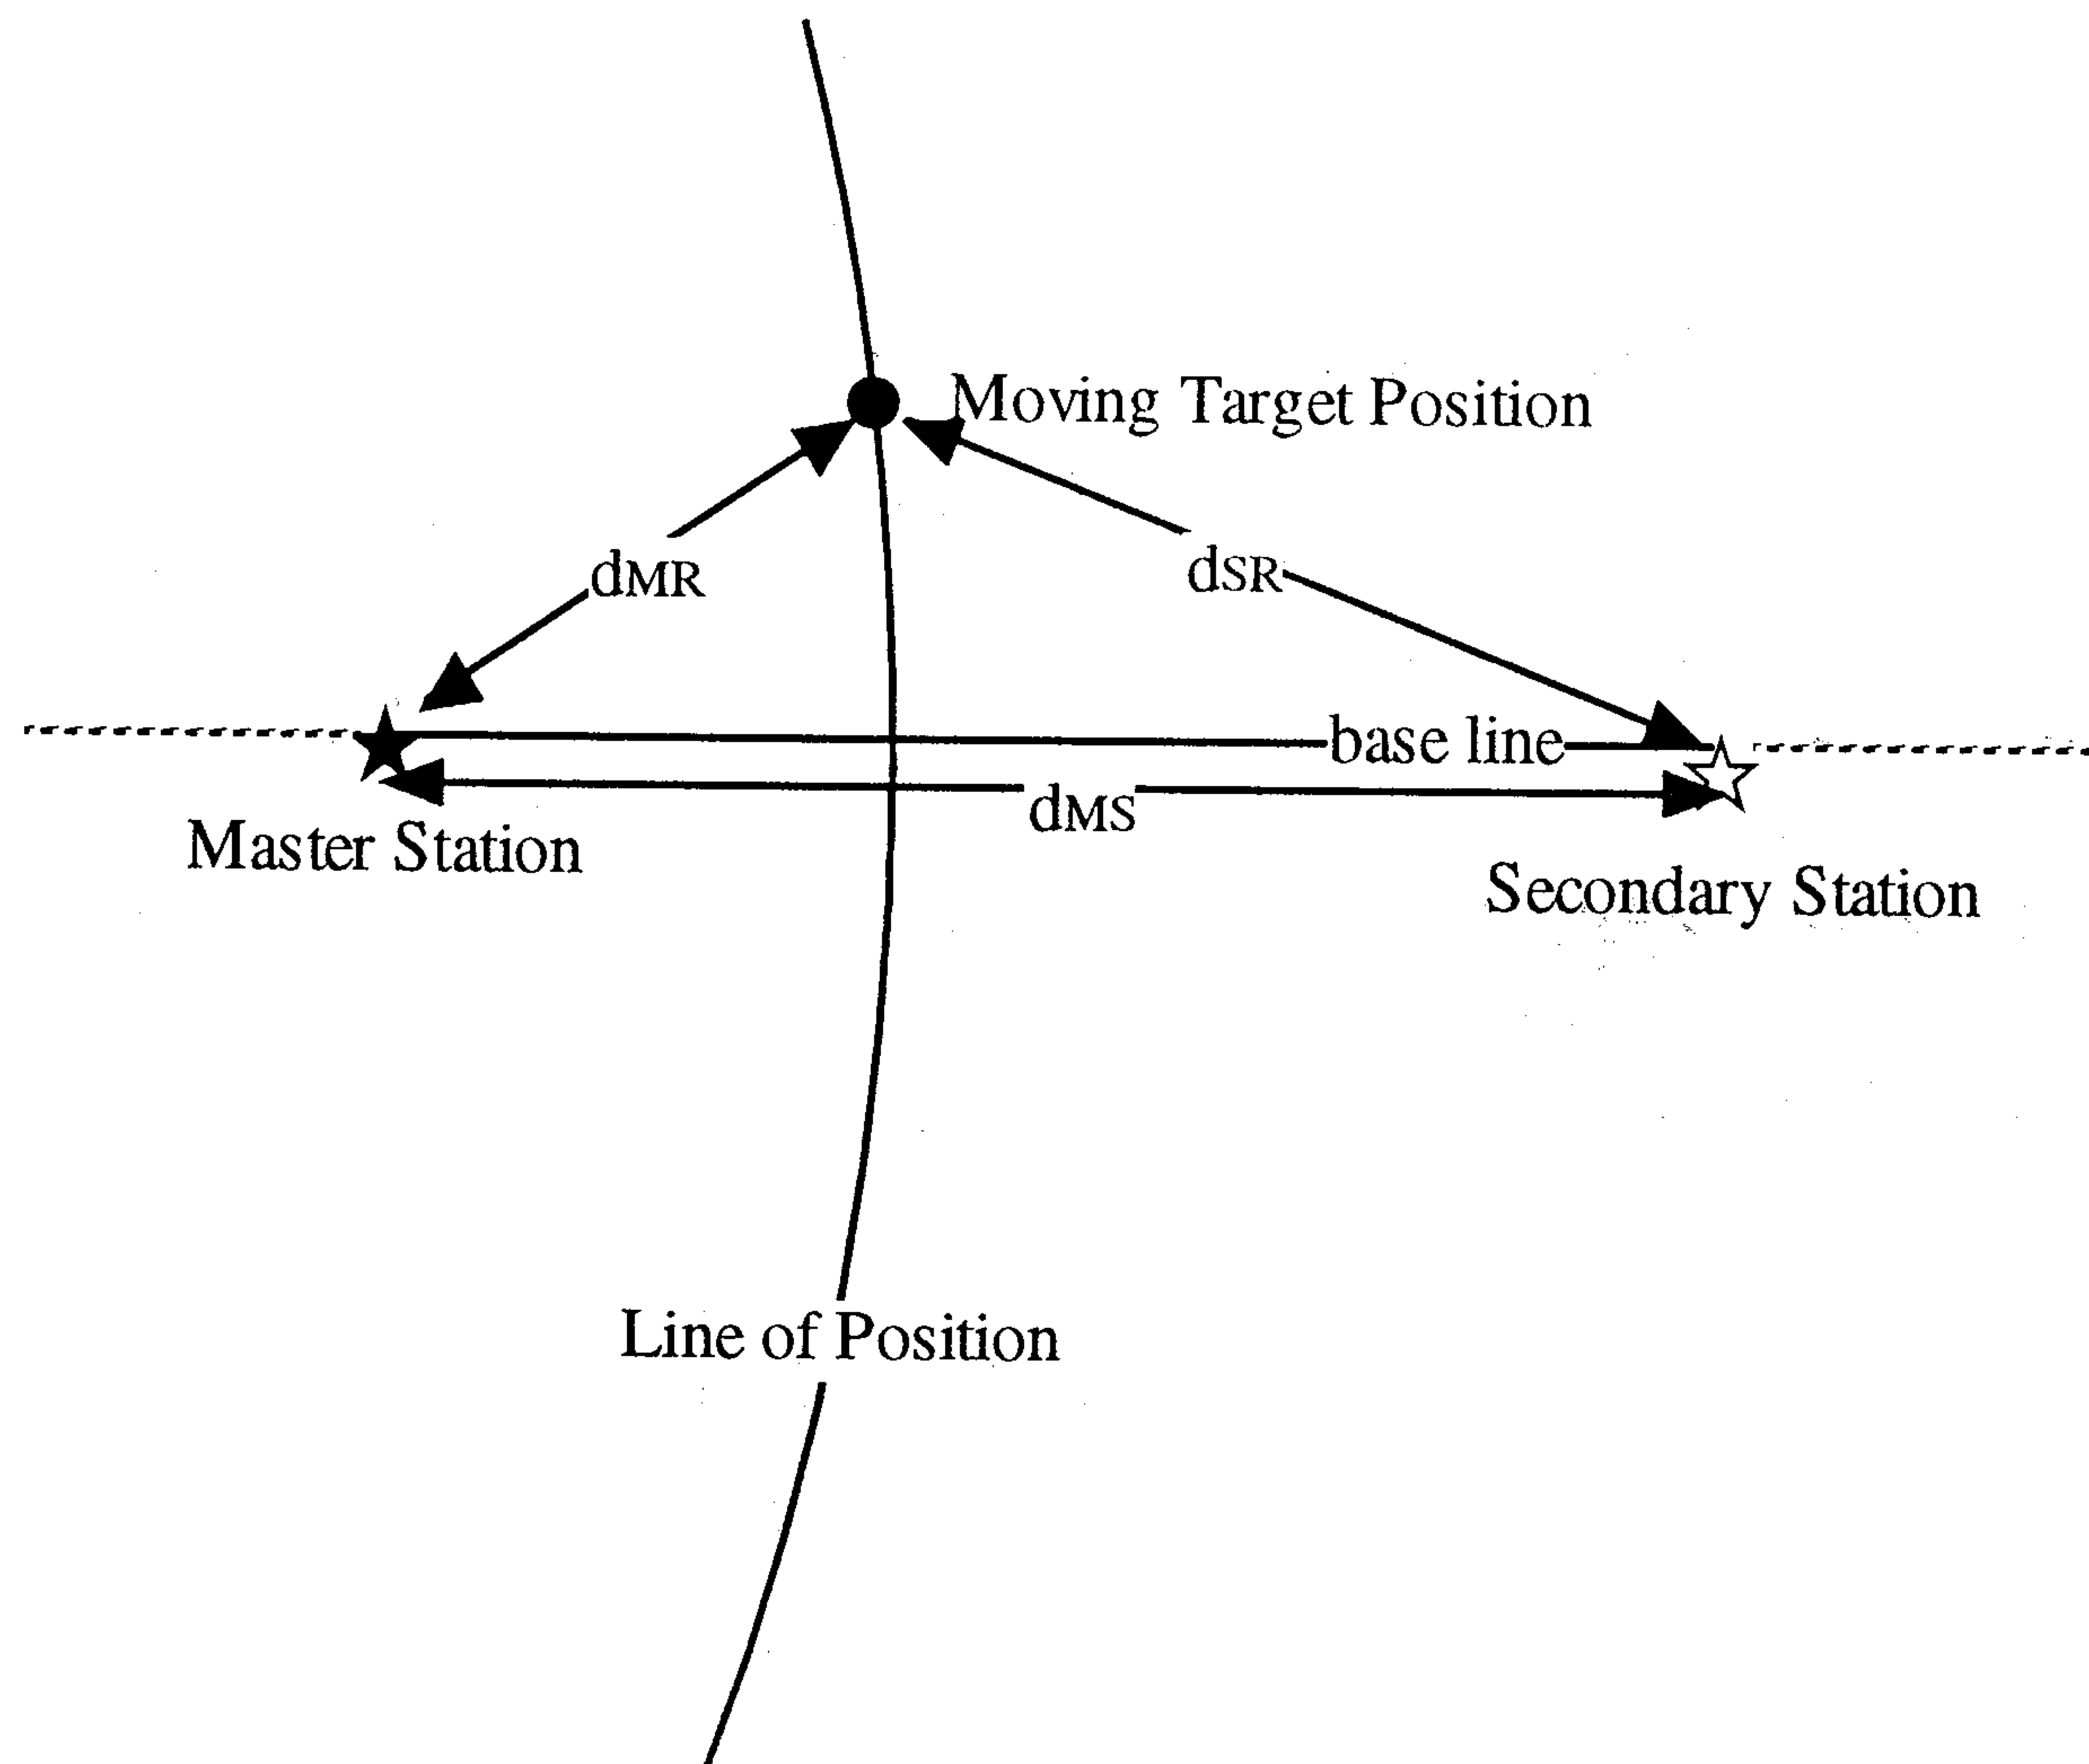 Moving Target Position
dMR
dSR
base line
dMS
Master Station
Secondary Station
Line of Position